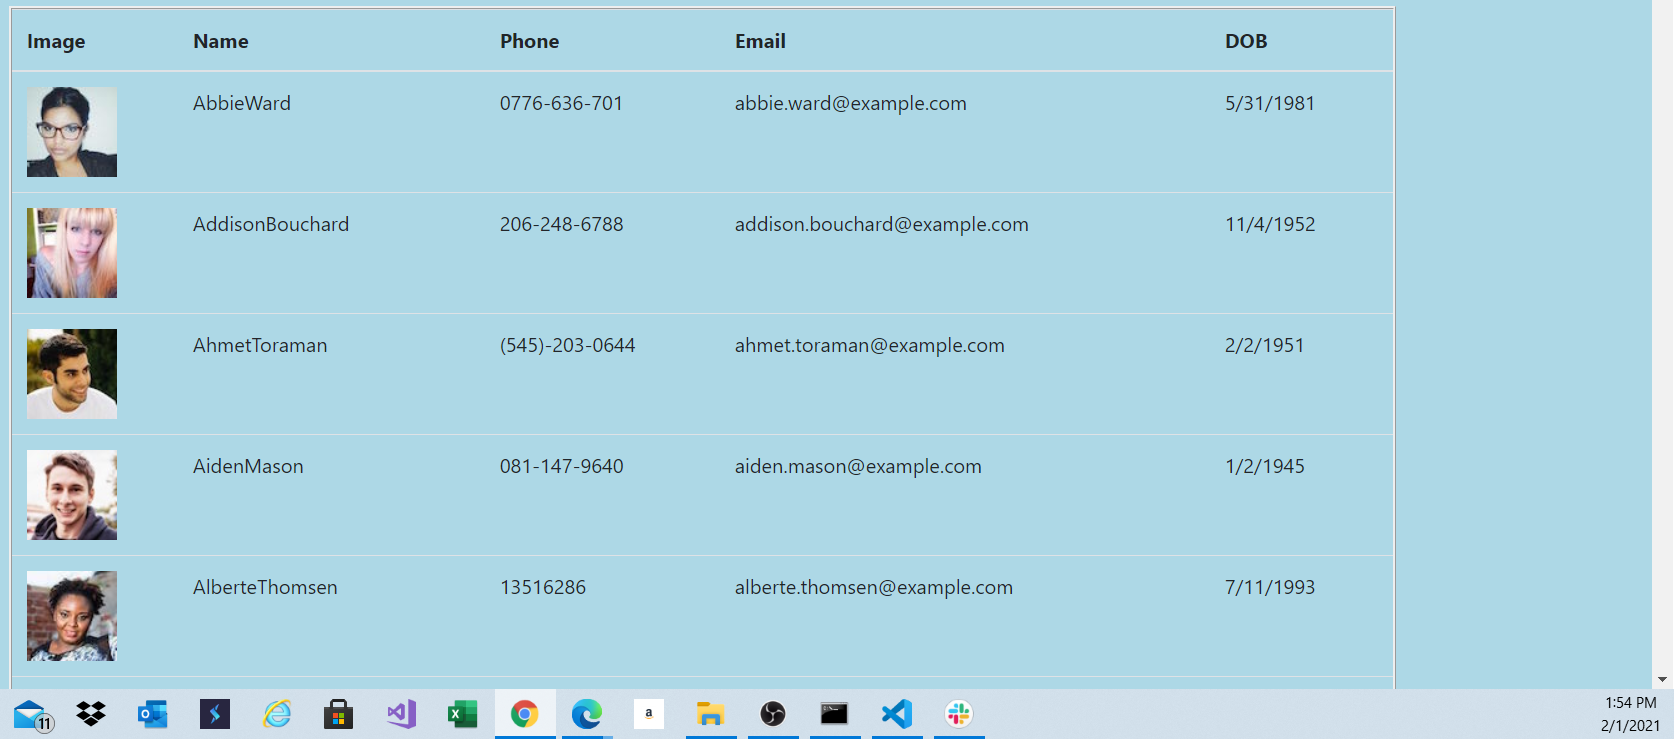 Image Name Phone Email DOB
AbbieWard 0776-636-701 abbie.ward@example.com 5/31/1981
AddisonBouchard 206-248-6788 addison.bouchard@example.com 11/4/1952
AhmetToraman (545)-203-0644 ahmet.toraman@example.com 2/2/1951
AidenMason 081-147-9640 aiden.mason@example.com 1/2/1945
AlberteThomsen 13516286 alberte.thomsen@example.com 7/11/1993
11 a 1:54 PM
2/1/2021